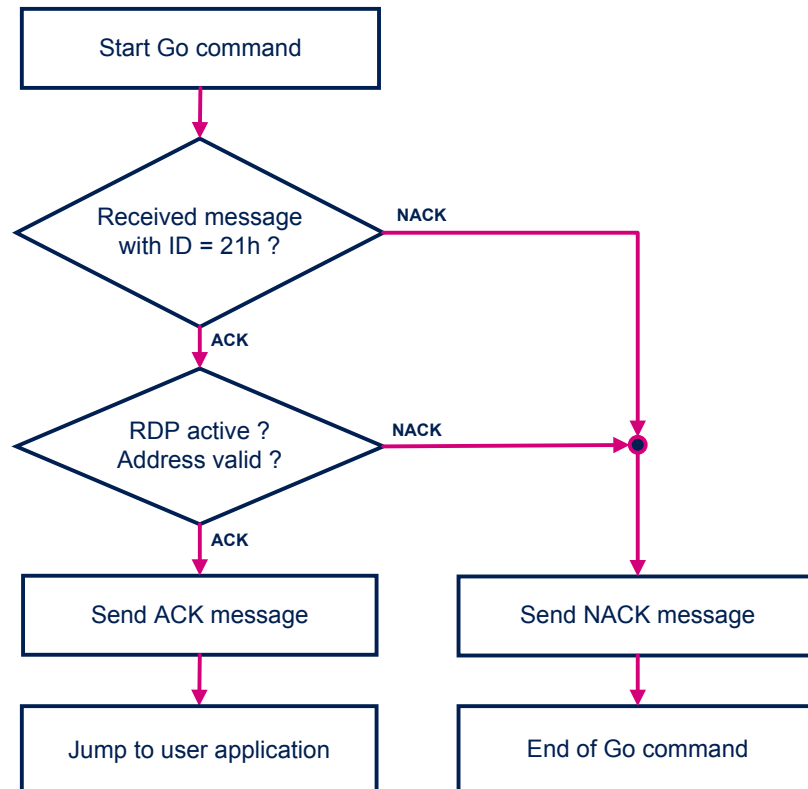 Start Go command
Received message
with ID = 21h ?
NACK
ACK
RDP active ?
Address valid ?
NACK
ACK
Send ACK message
Send NACK message
Jump to user application
End of Go command